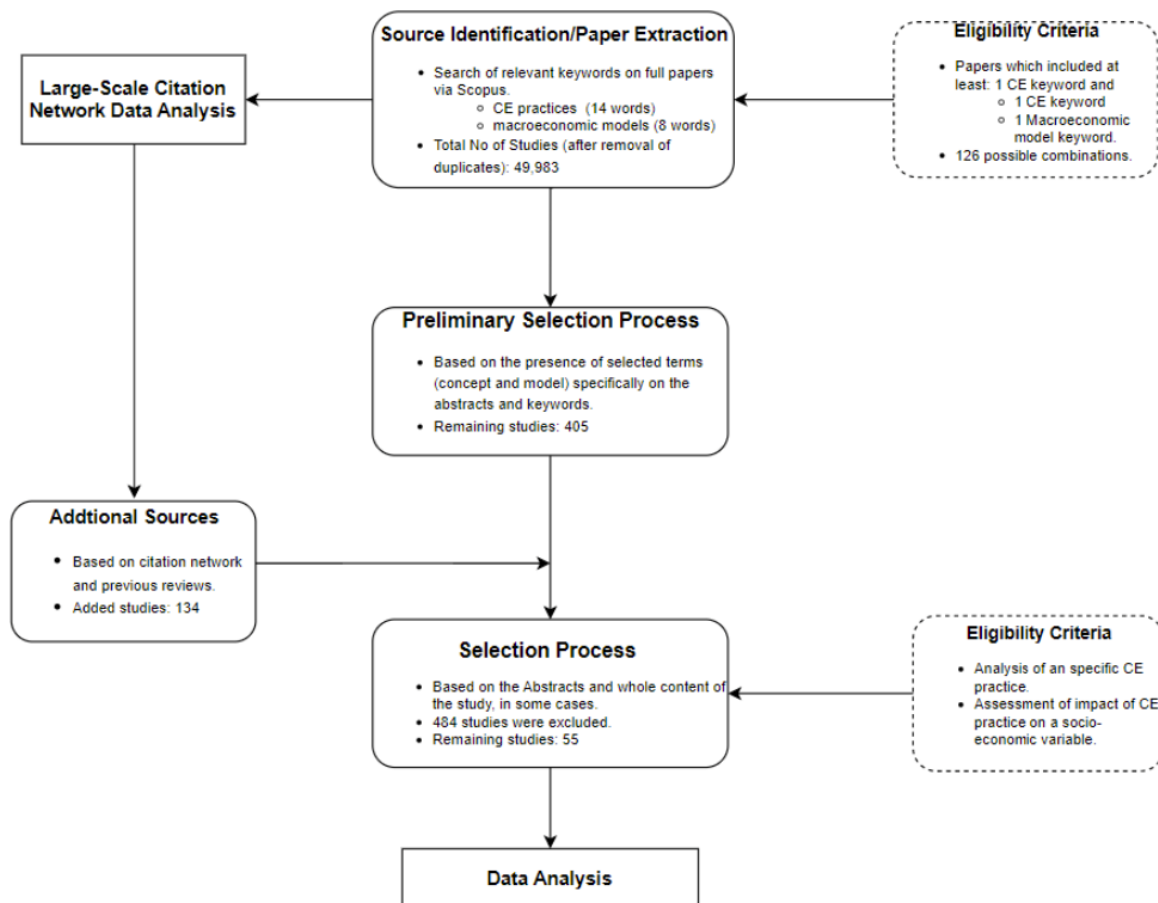 Source Identification/Paper Extraction
Search of relevant keywords on full papers
via Scopus.
CE practices (14 words)
macroeconomic models (8 words)
Total No of Studies (after removal of
duplicates): 49,983
Eligibility Criteria
Papers which included at
least: 1 CE keyword and
1 CE keyword
1 Macroeconomic
model keyword.
126 possible combinations.
Large-Scale Citation
Network Data Analysis
Preliminary Selection Process
Based on the presence of selected terms
(concept and model) specifically on the
abstracts and keywords.
Remaining studies: 405
Addtional Sources
Based on citation network
and previous reviews.
Added studies: 134
Selection Process
Based on the Abstracts and whole content of
the study, in some cases.
484 studies were excluded.
Remaining studies: 55
Eligibility Criteria
Analysis of an specific CE
practice.
Assessment of impact of CE
practice on a socio-
economic variable.
Data Analysis